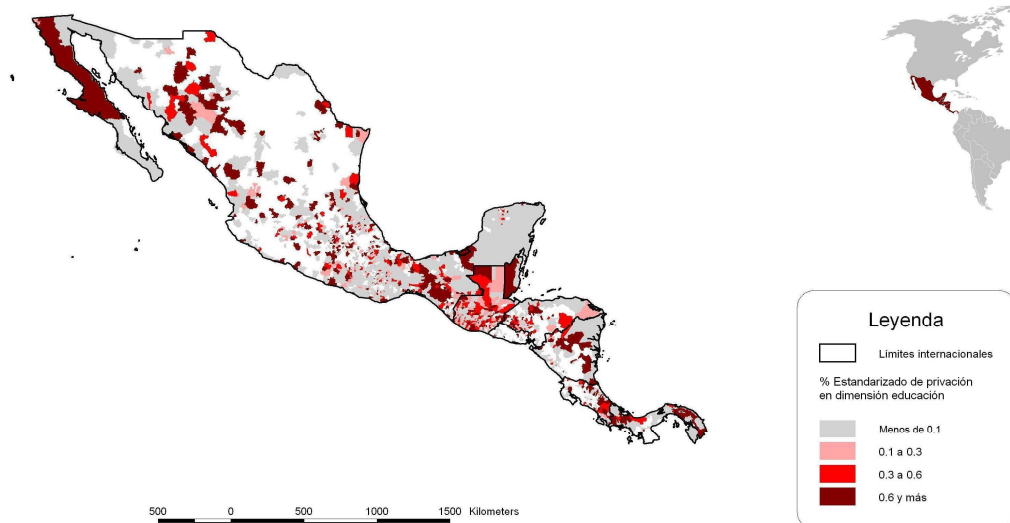 Leyenda
Límites internacionales
% Estandarizado de privación
en dimensión educación
Menos de 0.1
0.1 a 0.3
0.3 a 0.6
0.6 y más
500 0 500 1000 1500 Kilometers